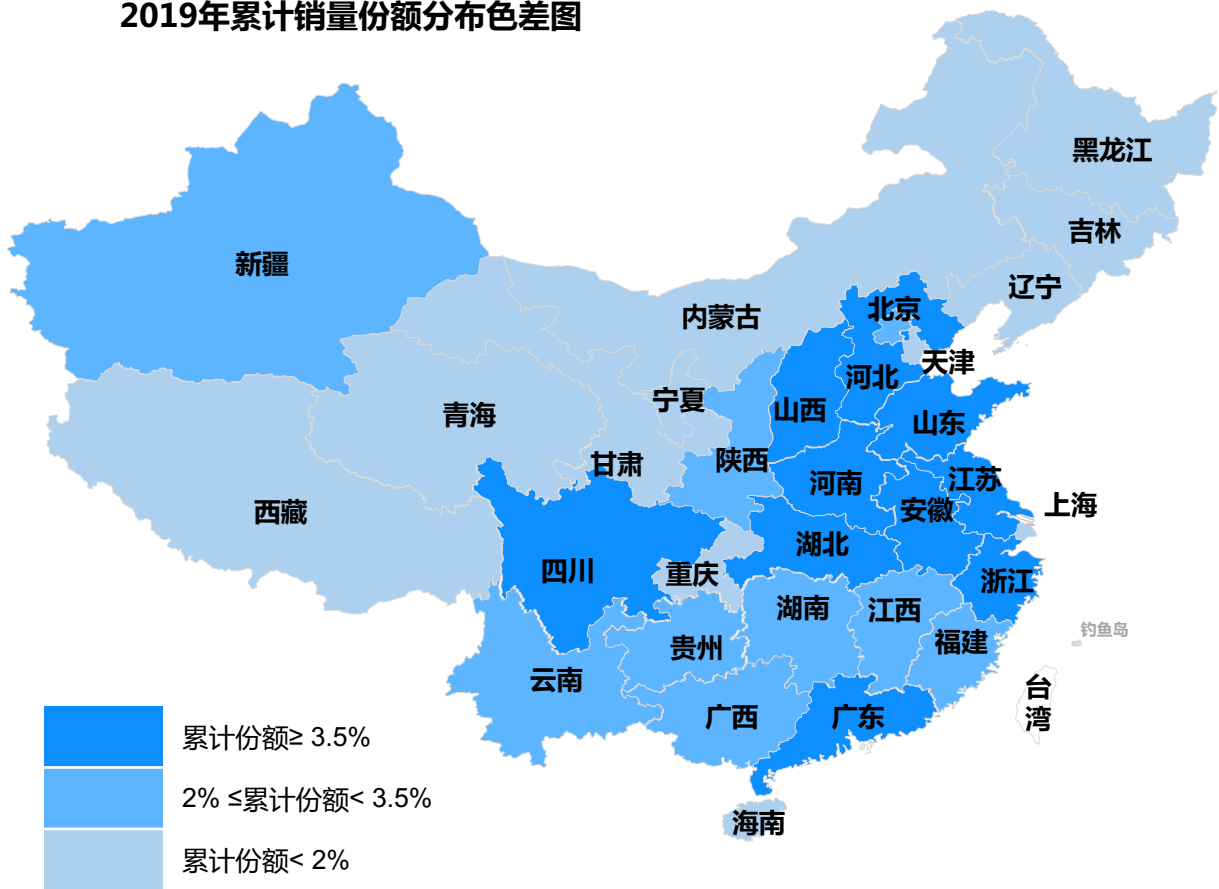 2019年累计销量份额分布色差图
黑龙江
吉林
新疆
辽宁
北京
内蒙古
天津
河北
宁夏
青海
山西
山东
陕西
甘肃
河南
江苏
西藏
安徽
上海
湖北
四川
重庆
浙江
湖南
江西
钓鱼岛
福建
贵州
云南
台
湾
广西
广东
累计份额≥ 3.5%
2% ≤累计份额< 3.5%
海南
累计份额< 2%